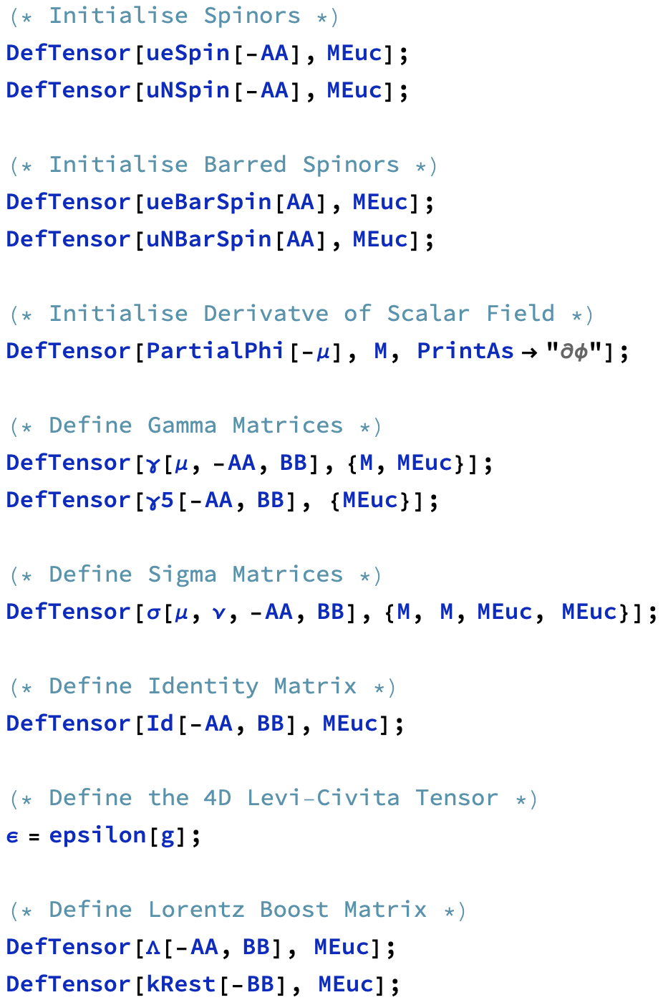 (* Initialise Spinors *)
DefTensor[ueSpin[-AA], MEuc];
DefTensor[uNSpin[-AA], MEuc];
(* Initialise Barred Spinors *)
DefTensor[ueBarSpin[AA], MEuc];
DefTensor[uNBarSpin[AA], MEuc];
(* Initialise Derivatve of Scalar Field *)
DefTensor[PartialPhi[-μ], M, PrintAs → "∂ϕ"];
(* Define Gamma Matrices *)
DefTensor[γ[μ, -AA, BB], {M, MEuc}];
DefTensor[γ5[-AA, BB], {MEuc}];
(* Define Sigma Matrices *)
DefTensor[σ[μ, ν, -AA, BB], {M, M, MEuc, MEuc}];
(* Define Identity Matrix *)
DefTensor[Id[-AA, BB], MEuc];
(* Define the 4D Levi-Civita Tensor *)
ϵ = epsilon[g];
(* Define Lorentz Boost Matrix *)
DefTensor[Λ[-AA, BB], MEuc];
DefTensor[kRest[-BB], MEuc];